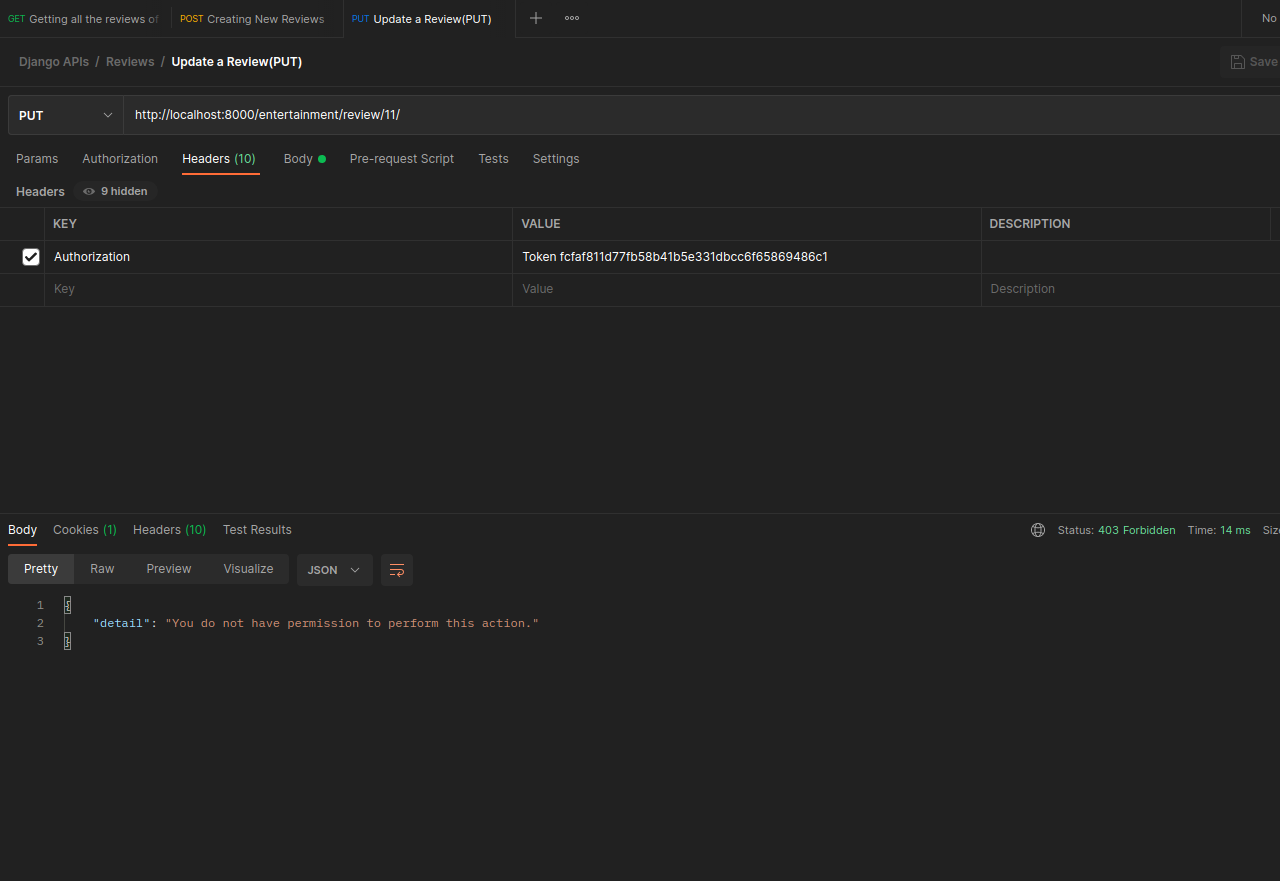 GET Getting all the reviews of
POST Creating New Reviews
PUT Update a Review(PUT)
No
Django APIs / Reviews / Update a Review(PUT)
Save
PUT
http://localhost:8000/entertainment/review/11/
Params Authorization Headers (10) Body Pre-request Script Tests Settings
Headers 9 hidden
KEY VALUE DESCRIPTION
Authorization Token fcfaf811d77fb58b41b5e331dbcc6f65869486c1
Key Value Description
Body Cookies (1) Headers (10) Test Results
Status: 403 Forbidden Time: 14 ms Size
Pretty Raw Preview Visualize JSON
1 {
2 "detail": "You do not have permission to perform this action."
3 }